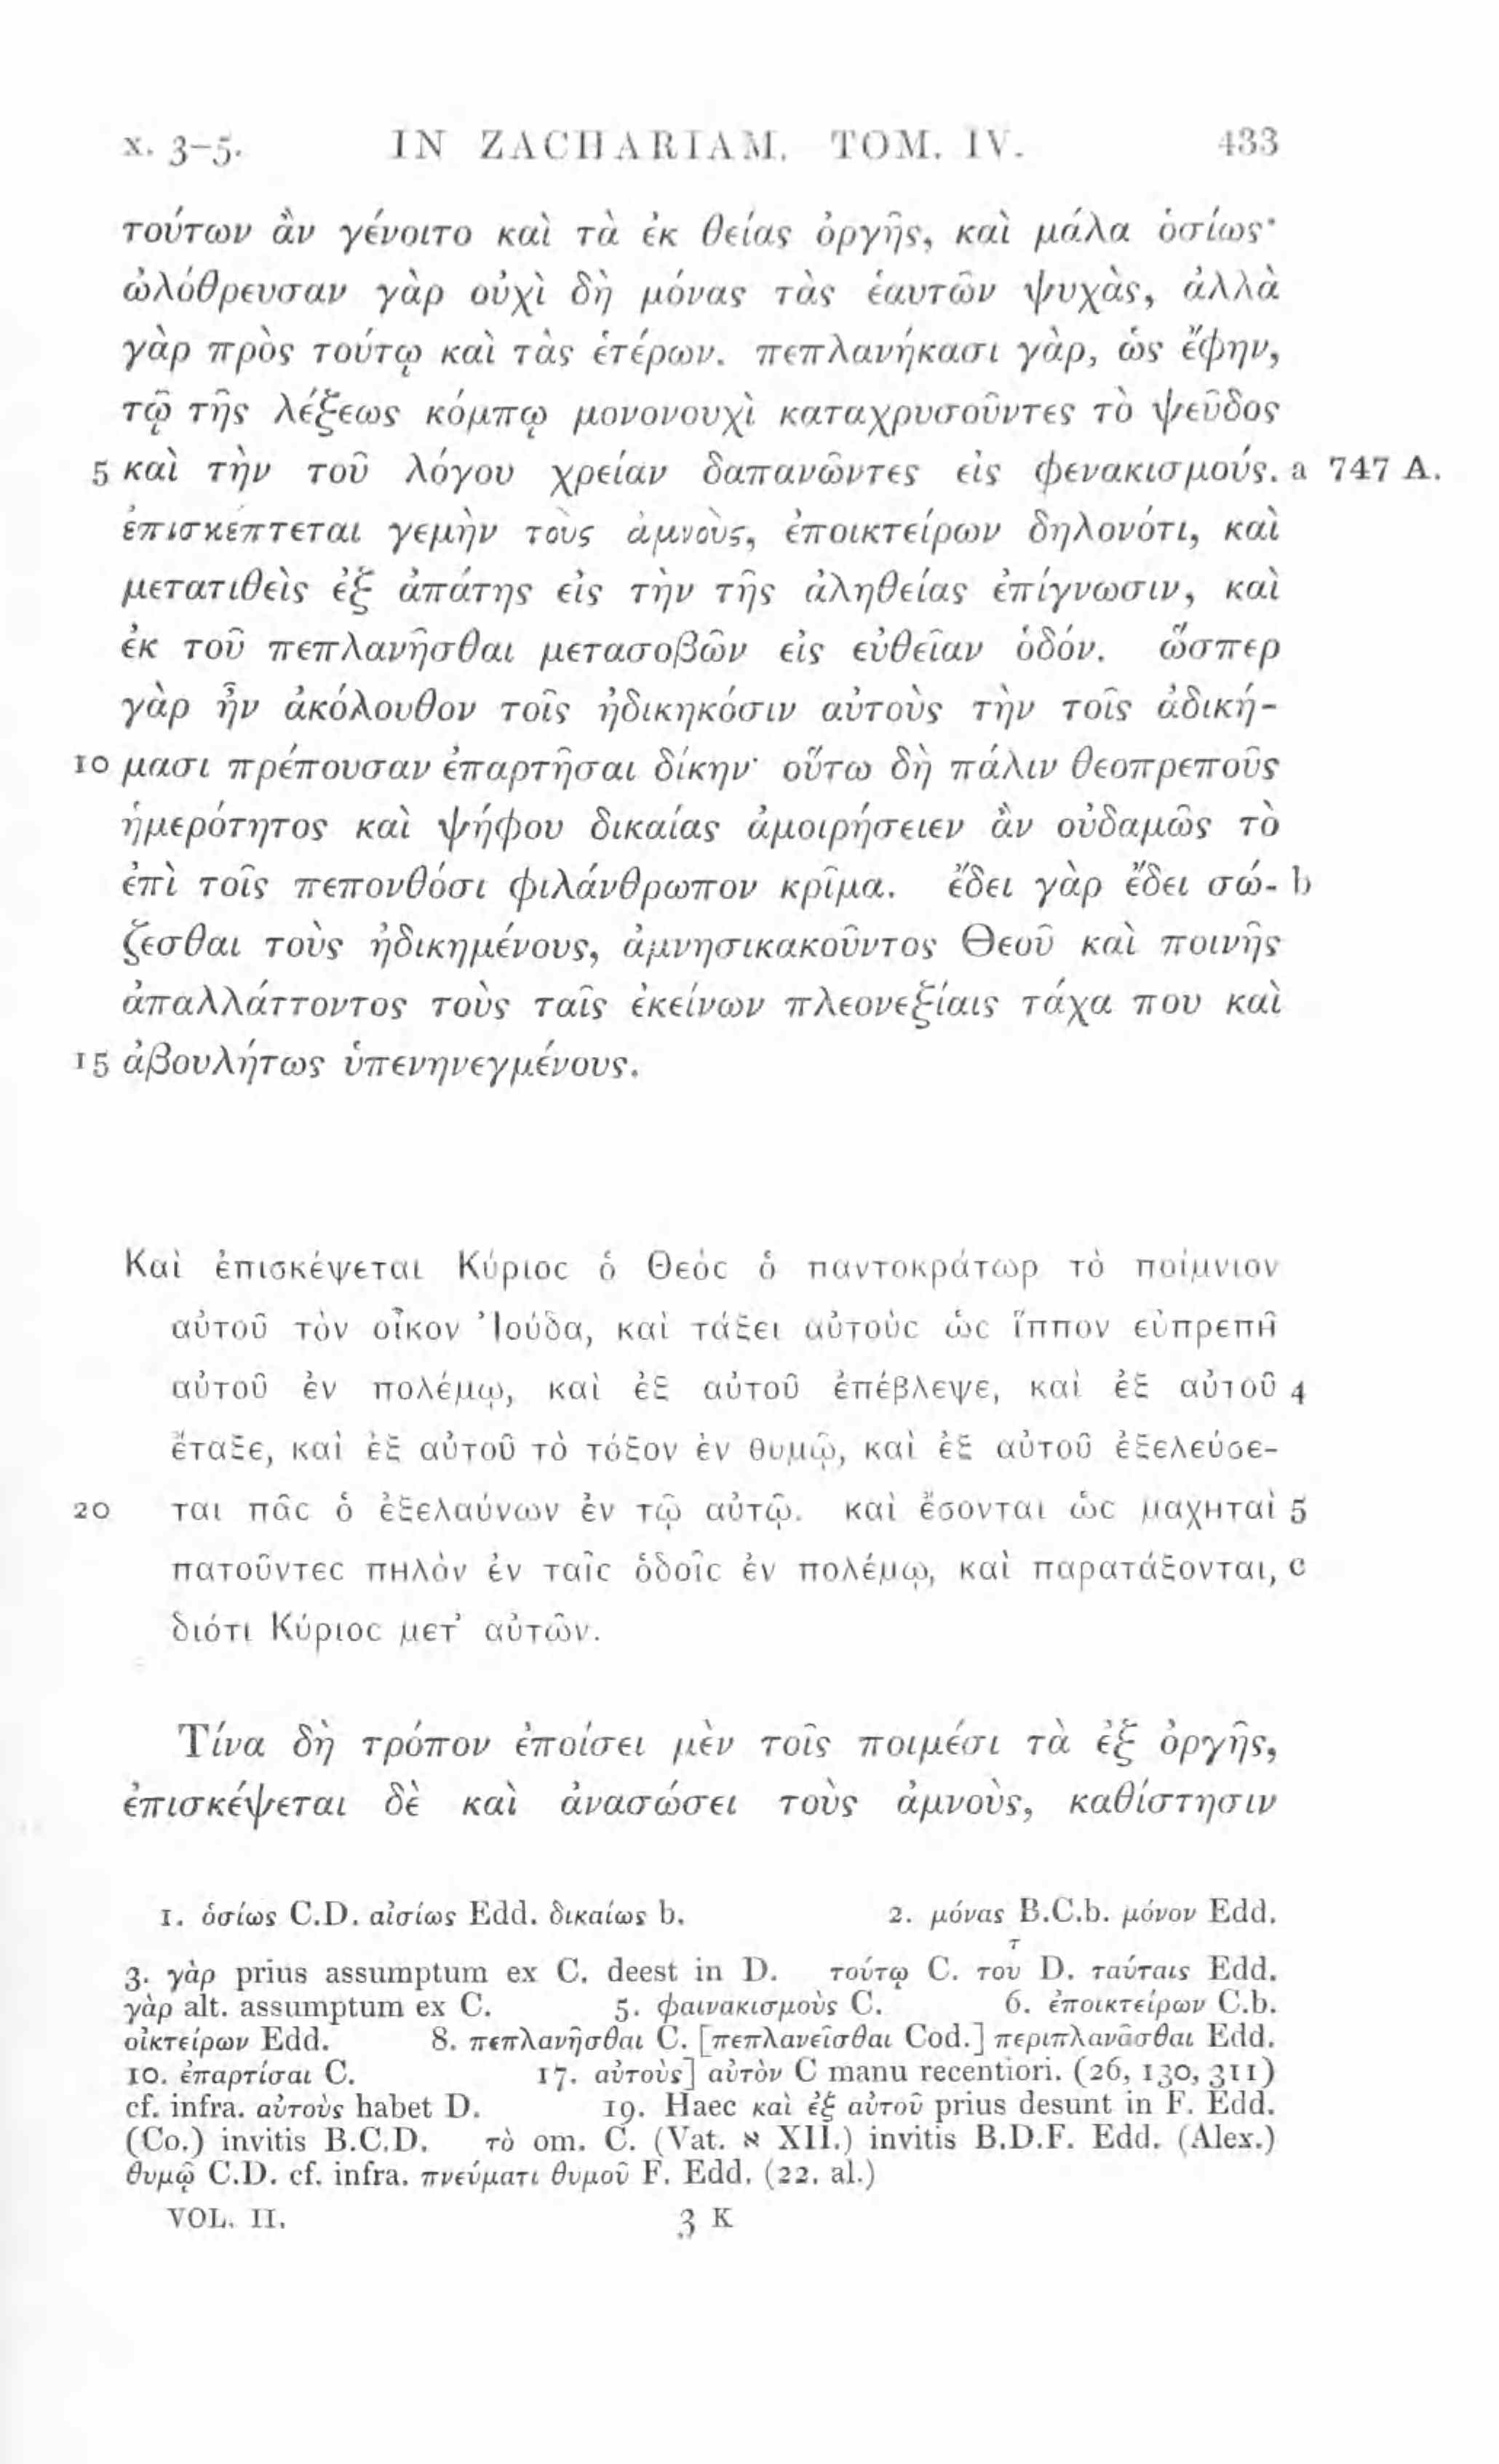 x. 3-5. IN ZACHARIAM. TOM. IV. 433
τούτων ἂν γένοιτο καὶ τὰ ἐκ θείας ὀργῆς, καὶ μάλα ὁσίως·
ὠλόθρευσαν γὰρ οὐχὶ δὴ μόνας τὰς ἑαυτῶν ψυχὰς, ἀλλὰ
γὰρ πρὸς τούτῳ καὶ τὰς ἑτέρων. πεπλανήκασι γὰρ, ὡς ἔφην,
τῷ τῆς λέξεως κόμπῳ μονονουχὶ καταχρυσοῦντες τὸ ψεῦδος
5 καὶ τὴν τοῦ λόγου χρείαν δαπανῶντες εἰς φενακισμούς. a 747 A.
ἐπισκέπτεται γεμὴν τοὺς ἀμνοὺς, ἐποικτείρων δηλονότι, καὶ
μετατιθεὶς ἐξ ἀπάτης εἰς τὴν τῆς ἀληθείας ἐπίγνωσιν, καὶ
ἐκ τοῦ πεπλανῆσθαι μετασοβῶν εἰς εὐθεῖαν ὁδόν. ὥσπερ
γὰρ ἦν ἀκόλουθον τοῖς ἠδικηκόσιν αὐτοὺς τὴν τοῖς ἀδική-
10 μασι πρέπουσαν ἐπαρτῆσαι δίκην· οὕτω δὴ πάλιν θεοπρεποῦς
ἡμερότητος καὶ ψήφου δικαίας ἀμοιρήσειεν ἂν οὐδαμῶς τὸ
ἐπὶ τοῖς πεπονθόσι φιλάνθρωπον κρῖμα. ἔδει γὰρ ἔδει σώ- b
ζεσθαι τοὺς ἠδικημένους, ἀμνησικακοῦντος Θεοῦ καὶ ποινῆς
ἀπαλλάττοντος τοὺς ταῖς ἐκείνων πλεονεξίαις τάχα που καὶ
15 ἀβουλήτως ὑπενηνεγμένους.
Καὶ ἐπισκέψεται Κύριος ὁ Θεὸς ὁ παντοκράτωρ τὸ ποίμνιον
αὐτοῦ τὸν οἶκον Ἰούδα, καὶ τάξει αὐτοὺς ὡς ἵππον εὐπρεπῆ
αὐτοῦ ἐν πολέμῳ, καὶ ἐξ αὐτοῦ ἐπέβλεψε, καὶ ἐξ αὐτοῦ 4
ἔταξε, καὶ ἐξ αὐτοῦ τὸ τόξον ἐν θυμῷ, καὶ ἐξ αὐτοῦ ἐξελεύσε-
20 ται πᾶς ὁ ἐξελαύνων ἐν τῷ αὐτῷ. καὶ ἔσονται ὡς μαχηταὶ 5
πατοῦντες πηλὸν ἐν ταῖς ὁδοῖς ἐν πολέμῳ, καὶ παρατάξονται, c
διότι Κύριος μετ' αὐτῶν.
Τίνα δὴ τρόπον ἐποίσει μὲν τοῖς ποιμέσι τὰ ἐξ ὀργῆς,
ἐπισκέψεται δὲ καὶ ἀνασώσει τοὺς ἀμνοὺς, καθίστησιν
1. ὁσίως C.D. αἰσίως Edd. δικαίως b. 2. μόνας B.C.b. μόνον Edd.
τ
3. γὰρ prius assumptum ex C. deest in D. τούτῳ C. του D. ταύταις Edd.
γὰρ alt. assumptum ex C. 5. φαινακισμοὺς C. 6. ἐποικτείρων C.b.
οἰκτείρων Edd. 8. πεπλανῆσθαι C. [πεπλανεῖσθαι Cod.] περιπλανᾶσθαι Edd.
10. ἐπαρτίσαι C. 17. αὐτοὺς] αὐτὸν C manu recentiori. (26, 130, 311)
cf. infra. αὐτοὺς habet D. 19. Haec καὶ ἐξ αὐτοῦ prius desunt in F. Edd.
(Co.) invitis B.C.D. τὸ om. C. (Vat. א XII.) invitis B.D.F. Edd. (Alex.)
θυμῷ C.D. cf. infra. πνεύματι θυμοῦ F. Edd. (22. al.)
VOL. II. 3 K